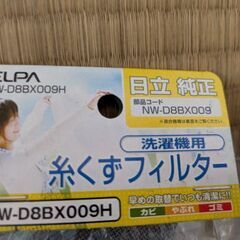 ELPA
NW-D8BX009H
日立 純正
部品コード
NW-D8BX009
洗濯機用
糸くずフィルター
NW-D8BX009H
早めの取替でいつも清潔に!!
カビ やぶれ ゴミ